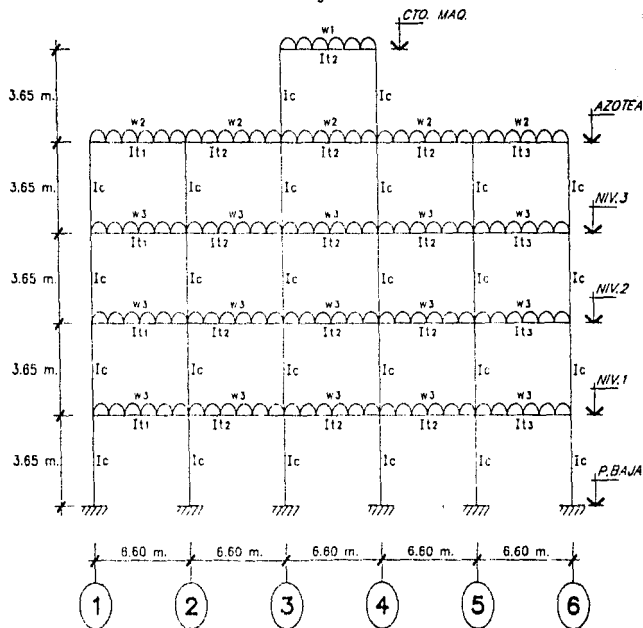 CTO. MAQ.
w1
It2
3.65 m. Ic Ic
AZOTEA
w2 w2 w2 w2 w2
It1 It2 It2 It2 It3
3.65 m. Ic Ic Ic Ic Ic Ic
NIV.3
w3 w3 w3 w3 w3
It1 It2 It2 It2 It3
3.65 m. Ic Ic Ic Ic Ic Ic
NIV.2
w3 w3 w3 w3 w3
It1 It2 It2 It2 It3
3.65 m. Ic Ic Ic Ic Ic Ic
NIV.1
w3 w3 w3 w3 w3
It1 It2 It2 It2 It3
3.65 m. Ic Ic Ic Ic Ic Ic
P.BAJA
6.60 m. 6.60 m. 6.60 m. 6.60 m. 6.60 m.
1 2 3 4 5 6